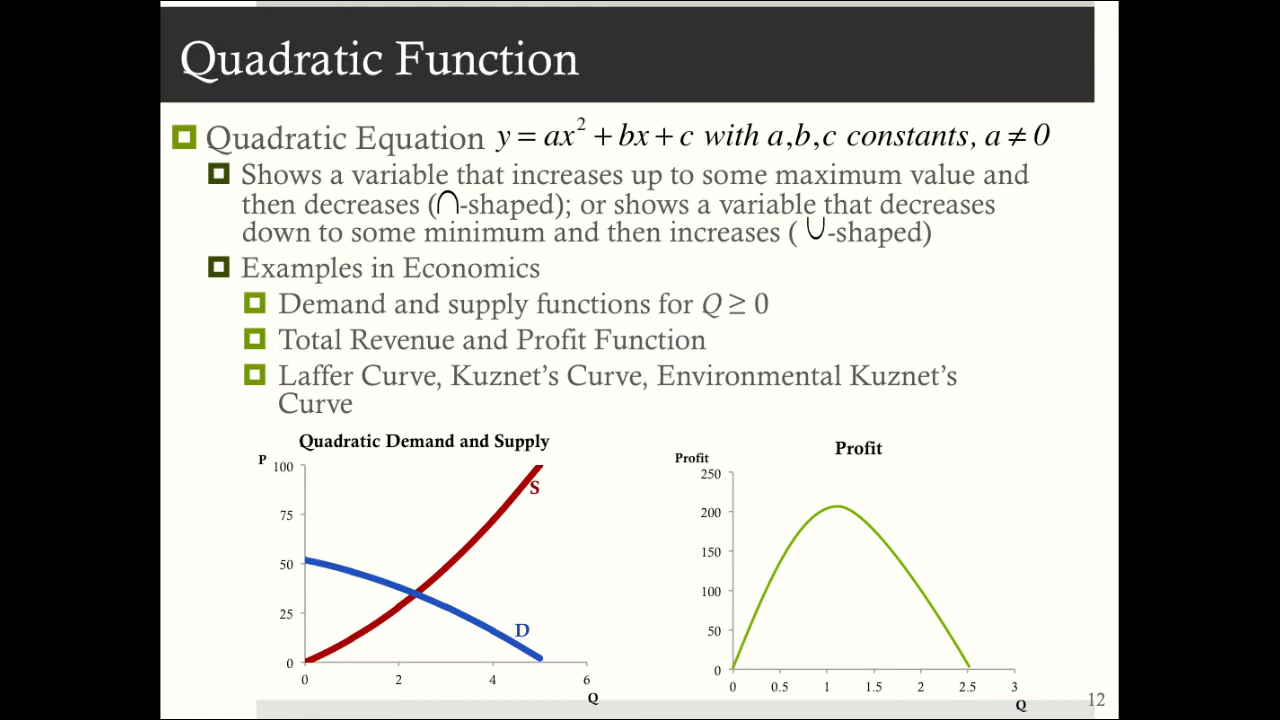 Quadratic Function
Quadratic Equation y = ax² + bx + c with a,b,c constants, a ≠ 0
Shows a variable that increases up to some maximum value and
then decreases (∩-shaped); or shows a variable that decreases
down to some minimum and then increases ( ∪-shaped)
Examples in Economics
Demand and supply functions for Q ≥ 0
Total Revenue and Profit Function
Laffer Curve, Kuznet's Curve, Environmental Kuznet's
Curve
Quadratic Demand and Supply
P
100
75
50
25
0
S
D
0 2 4 6
Q
Profit
Profit
250
200
150
100
50
0
0 0.5 1 1.5 2 2.5 3
Q
12